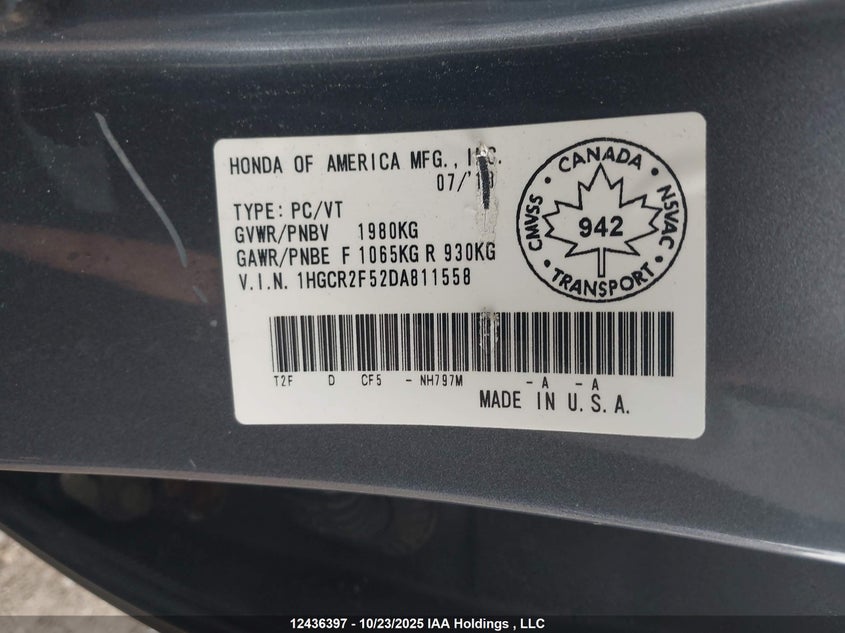 HONDA OF AMERICA MFG., INC.
07/'13
TYPE: PC/VT
GVWR/PNBV 1980KG
GAWR/PNBE F 1065KG R 930KG
V.I.N. 1HGCR2F52DA811558
CANADA
CMVSS
942
NSVAC
TRANSPORT
T2F D CF5 - NH797M - A - A
MADE IN U.S.A.
12436397 - 10/23/2025 IAA Holdings , LLC